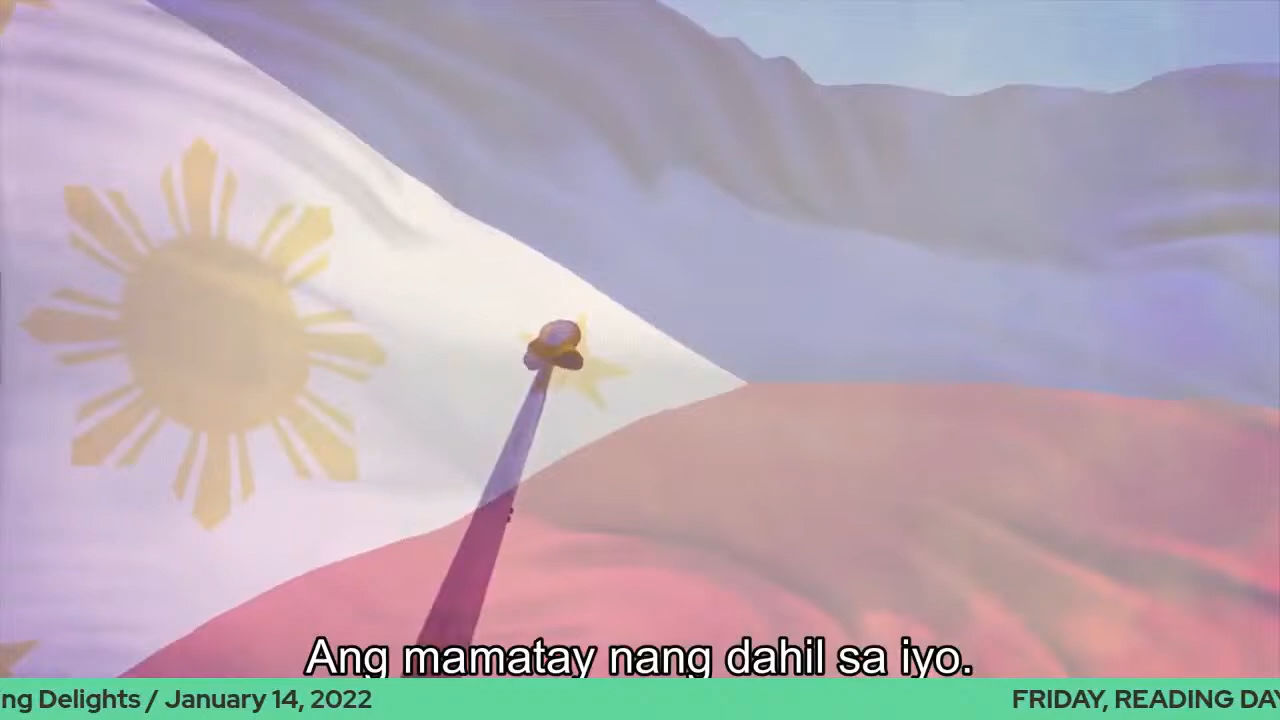 Ang mamatay nang dahil sa iyo.
ng Delights / January 14, 2022
FRIDAY, READING DAY